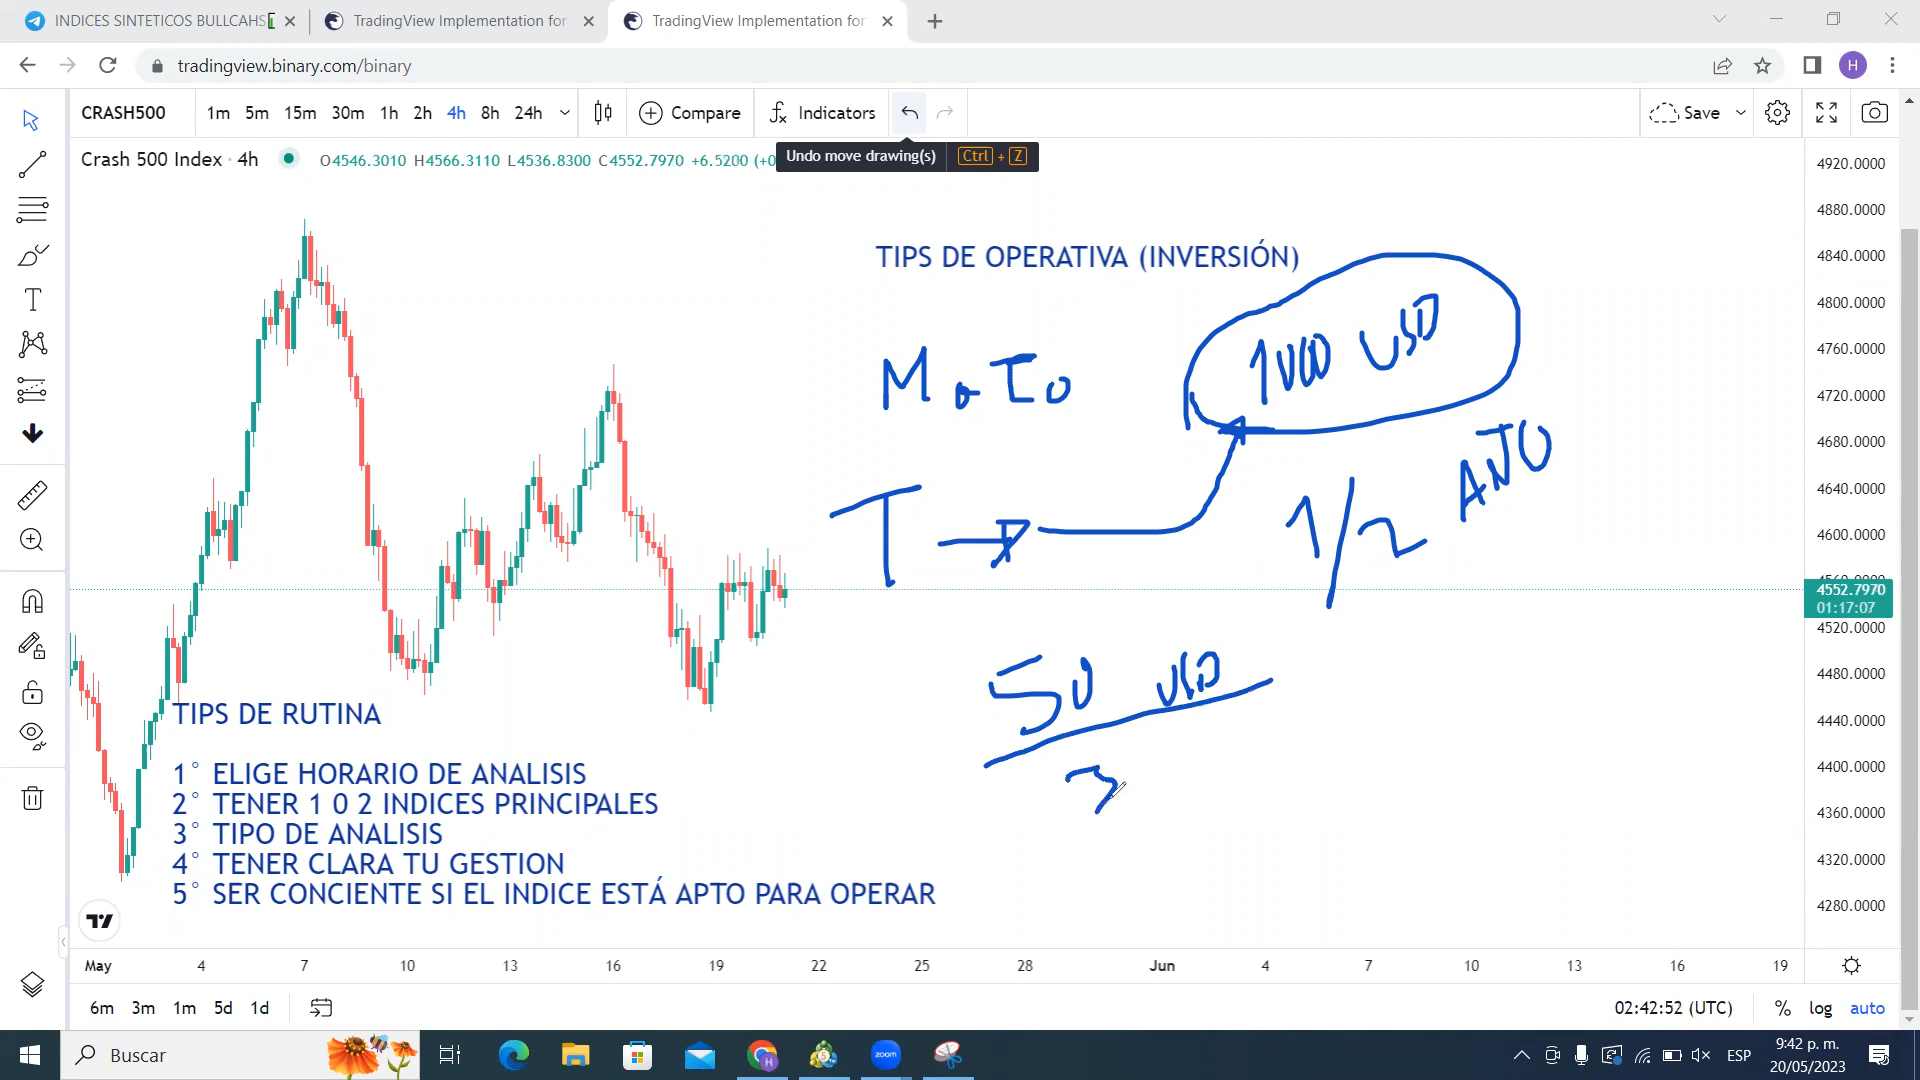 INDICES SINTETICOS BULLCAHS
TradingView Implementation for
TradingView Implementation for
tradingview.binary.com/binary
H
CRASH500
1m 5m 15m 30m 1h 2h 4h 8h 24h
Compare
Indicators
Save
Crash 500 Index · 4h
O4546.3010 H4566.3110 L4536.8300 C4552.7970 +6.5200 (+0
Undo move drawing(s) Ctrl + Z
4920.0000
4880.0000
4840.0000
4800.0000
4760.0000
4720.0000
4680.0000
4640.0000
4600.0000
4552.7970
01:17:07
4520.0000
4480.0000
4440.0000
4400.0000
4360.0000
4320.0000
4280.0000
TIPS DE OPERATIVA (INVERSIÓN)
1000 USD
MOTO
T
1/2 AÑO
50 USD
3
TIPS DE RUTINA
1° ELIGE HORARIO DE ANALISIS
2° TENER 1 0 2 INDICES PRINCIPALES
3° TIPO DE ANALISIS
4° TENER CLARA TU GESTION
5° SER CONCIENTE SI EL INDICE ESTÁ APTO PARA OPERAR
May 4 7 10 13 16 19 22 25 28 Jun 4 7 10 13 16 19
6m 3m 1m 5d 1d
02:42:52 (UTC) % log auto
Buscar
zoom
ESP
9:42 p. m.
20/05/2023